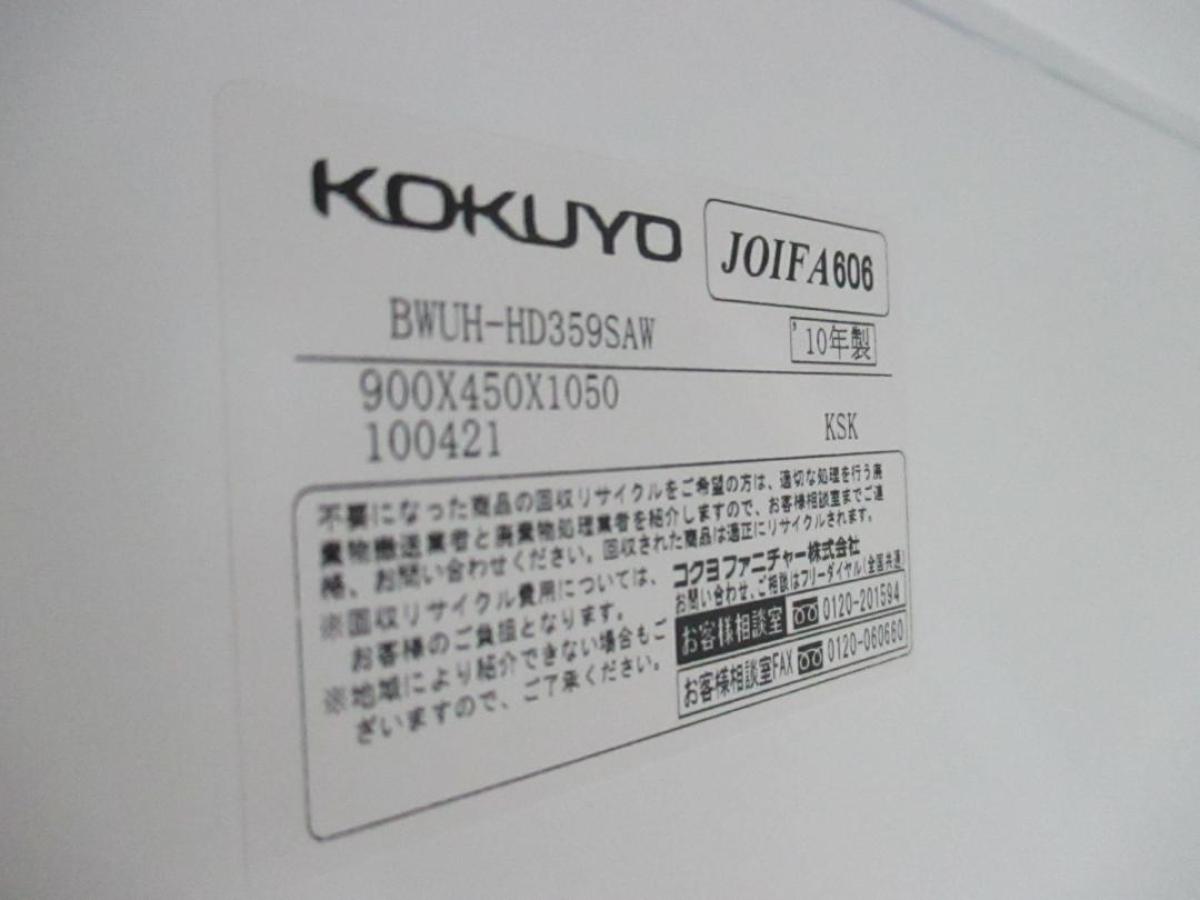 KOKUYO
JOIFA606
BWUH-HD359SAW
'10年製
900X450X1050
100421
KSK
不要になった商品の回収リサイクルをご希望の方は、適切な処理を行う廃
棄物搬送業者と廃棄物処理業者を紹介しますので、お客様相談室までご連
絡、お問い合わせください。回収された商品は適正にリサイクルされます。
※回収リサイクル費用については、
お客様のご負担となります。
※地域により紹介できない場合もご
ざいますので、ご了承ください。
コクヨファニチャー株式会社
お問い合わせ、ご相談はフリーダイヤル(全国共通)
お客様相談室 0120-201594
お客様相談室FAX 0120-060660